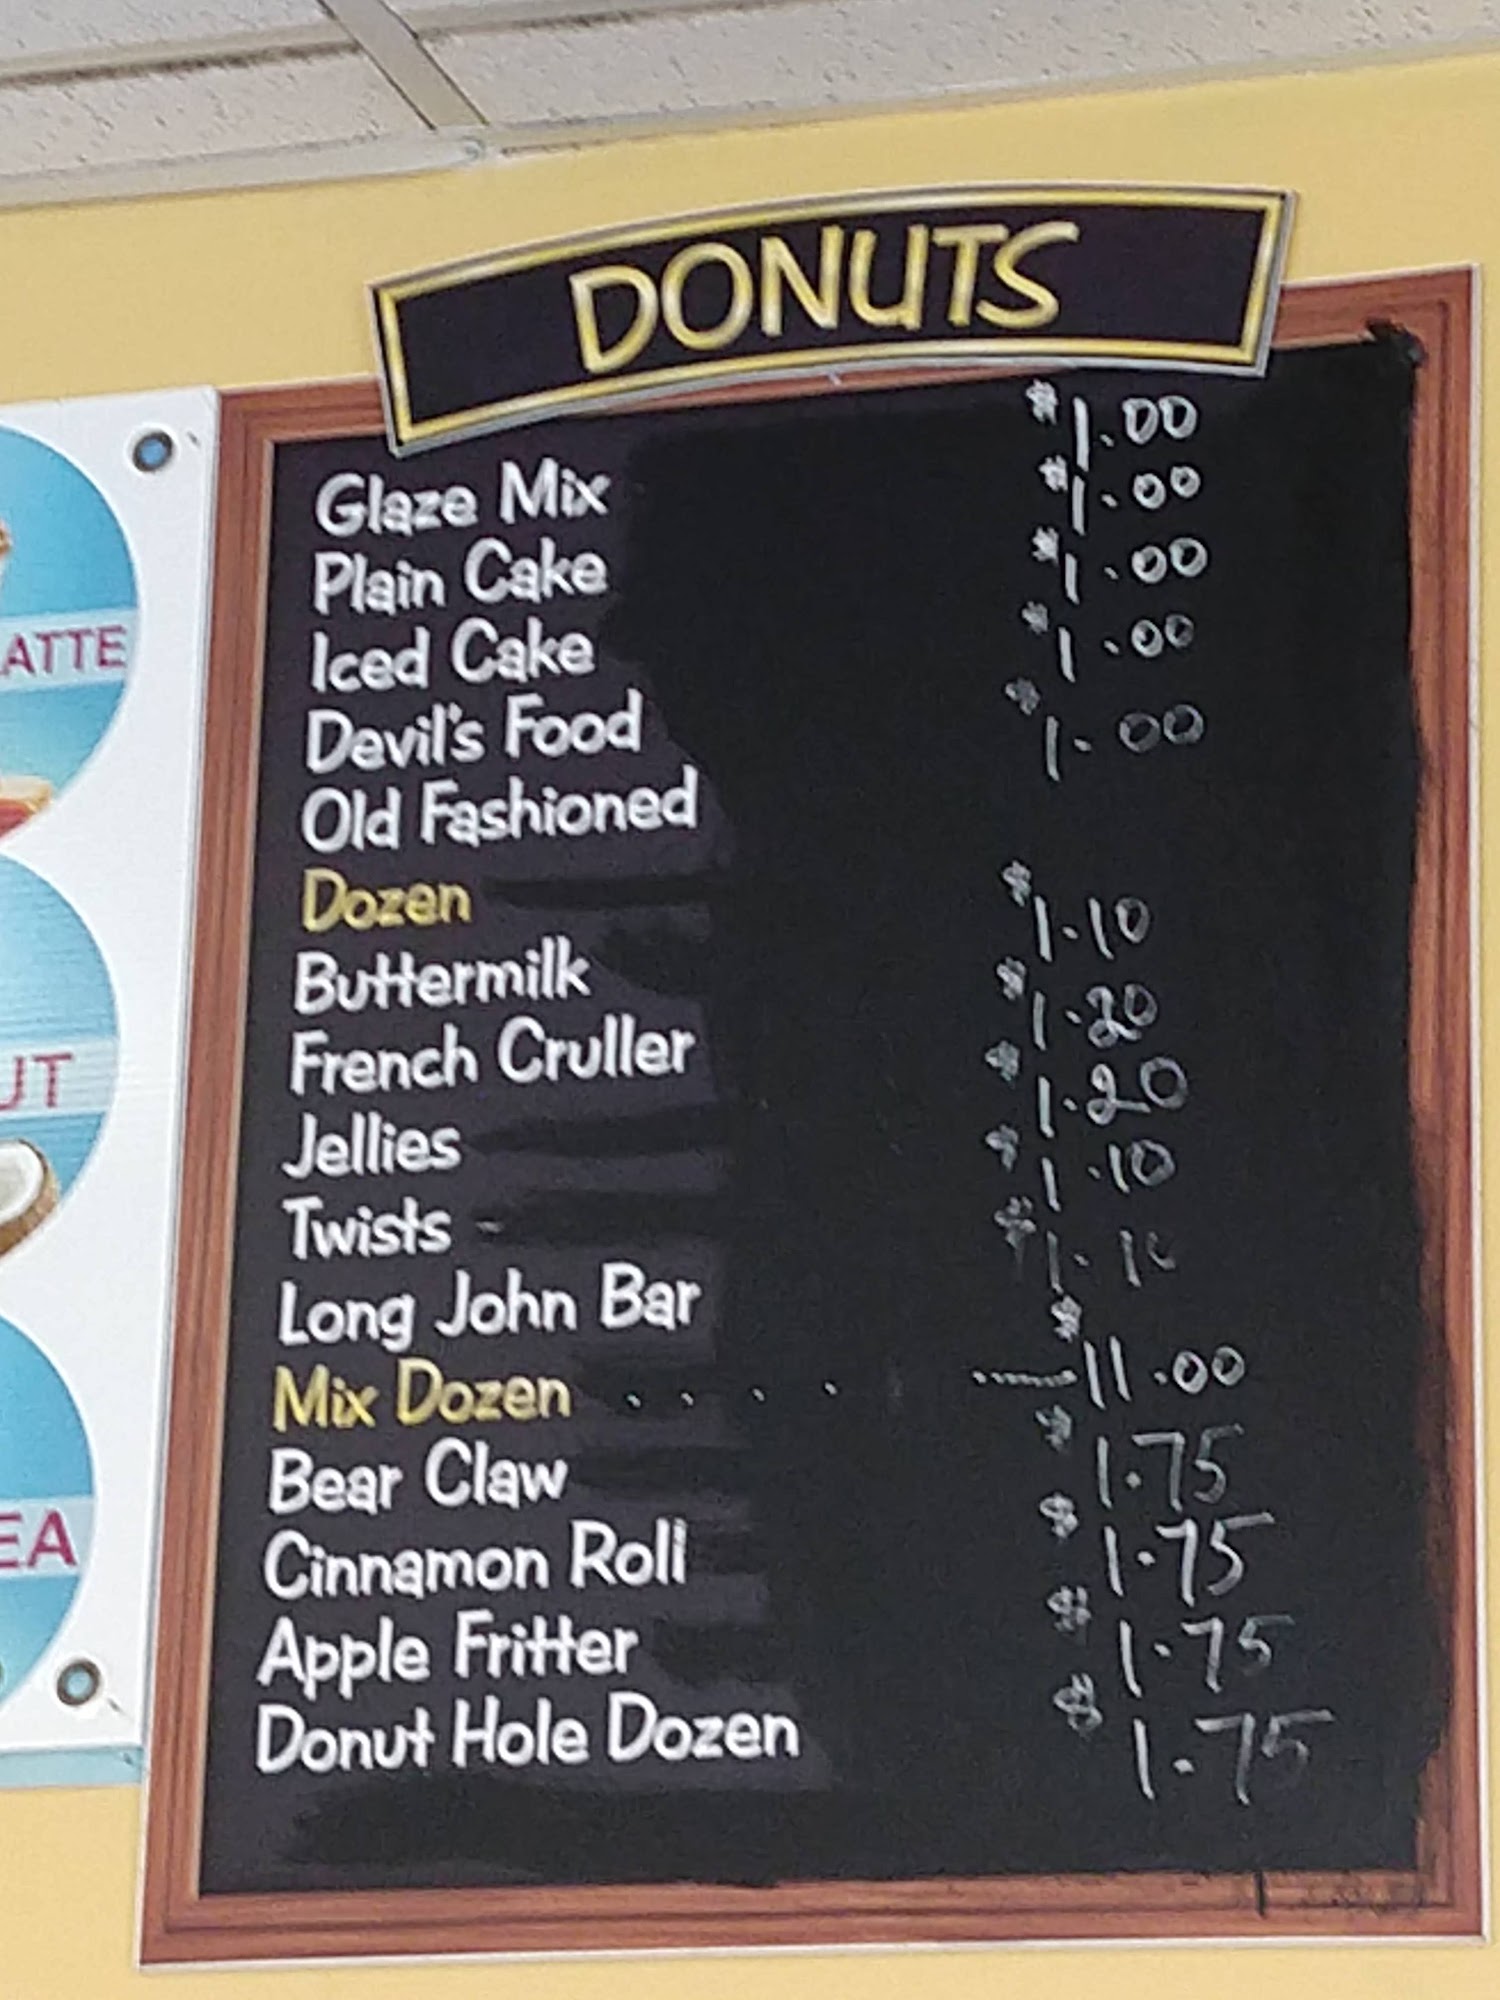 DONUTS
Glaze Mix $1.00
Plain Cake $1.00
Iced Cake $1.00
Devil's Food $1.00
Old Fashioned $1.00
Dozen
Buttermilk $1.10
French Cruller $1.20
Jellies $1.20
Twists $1.10
Long John Bar $1.10
Mix Dozen . . . . ........ $11.00
Bear Claw $1.75
Cinnamon Roll $1.75
Apple Fritter $1.75
Donut Hole Dozen $1.75
ATTE
UT
EA